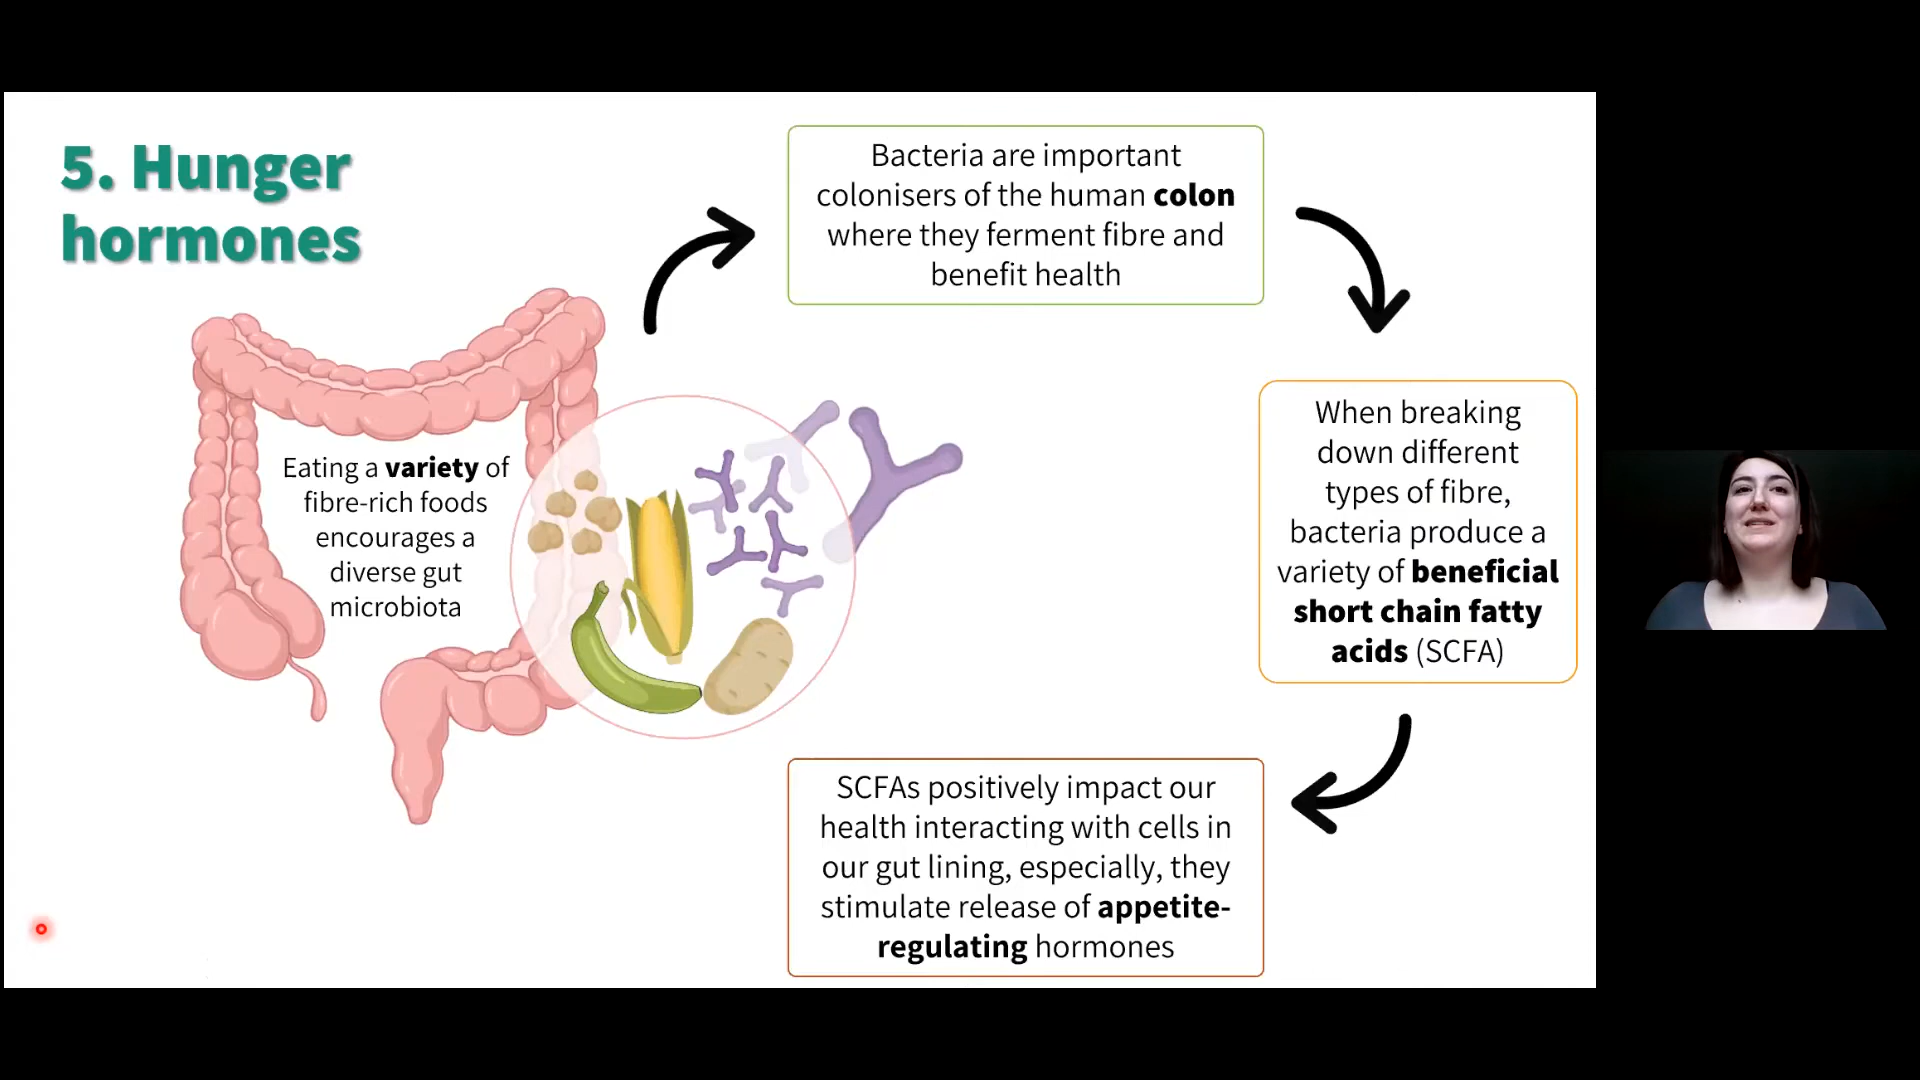 5. Hunger
hormones
Eating a variety of
fibre-rich foods
encourages a
diverse gut
microbiota
Bacteria are important
colonisers of the human colon
where they ferment fibre and
benefit health
When breaking
down different
types of fibre,
bacteria produce a
variety of beneficial
short chain fatty
acids (SCFA)
SCFAs positively impact our
health interacting with cells in
our gut lining, especially, they
stimulate release of appetite-
regulating hormones